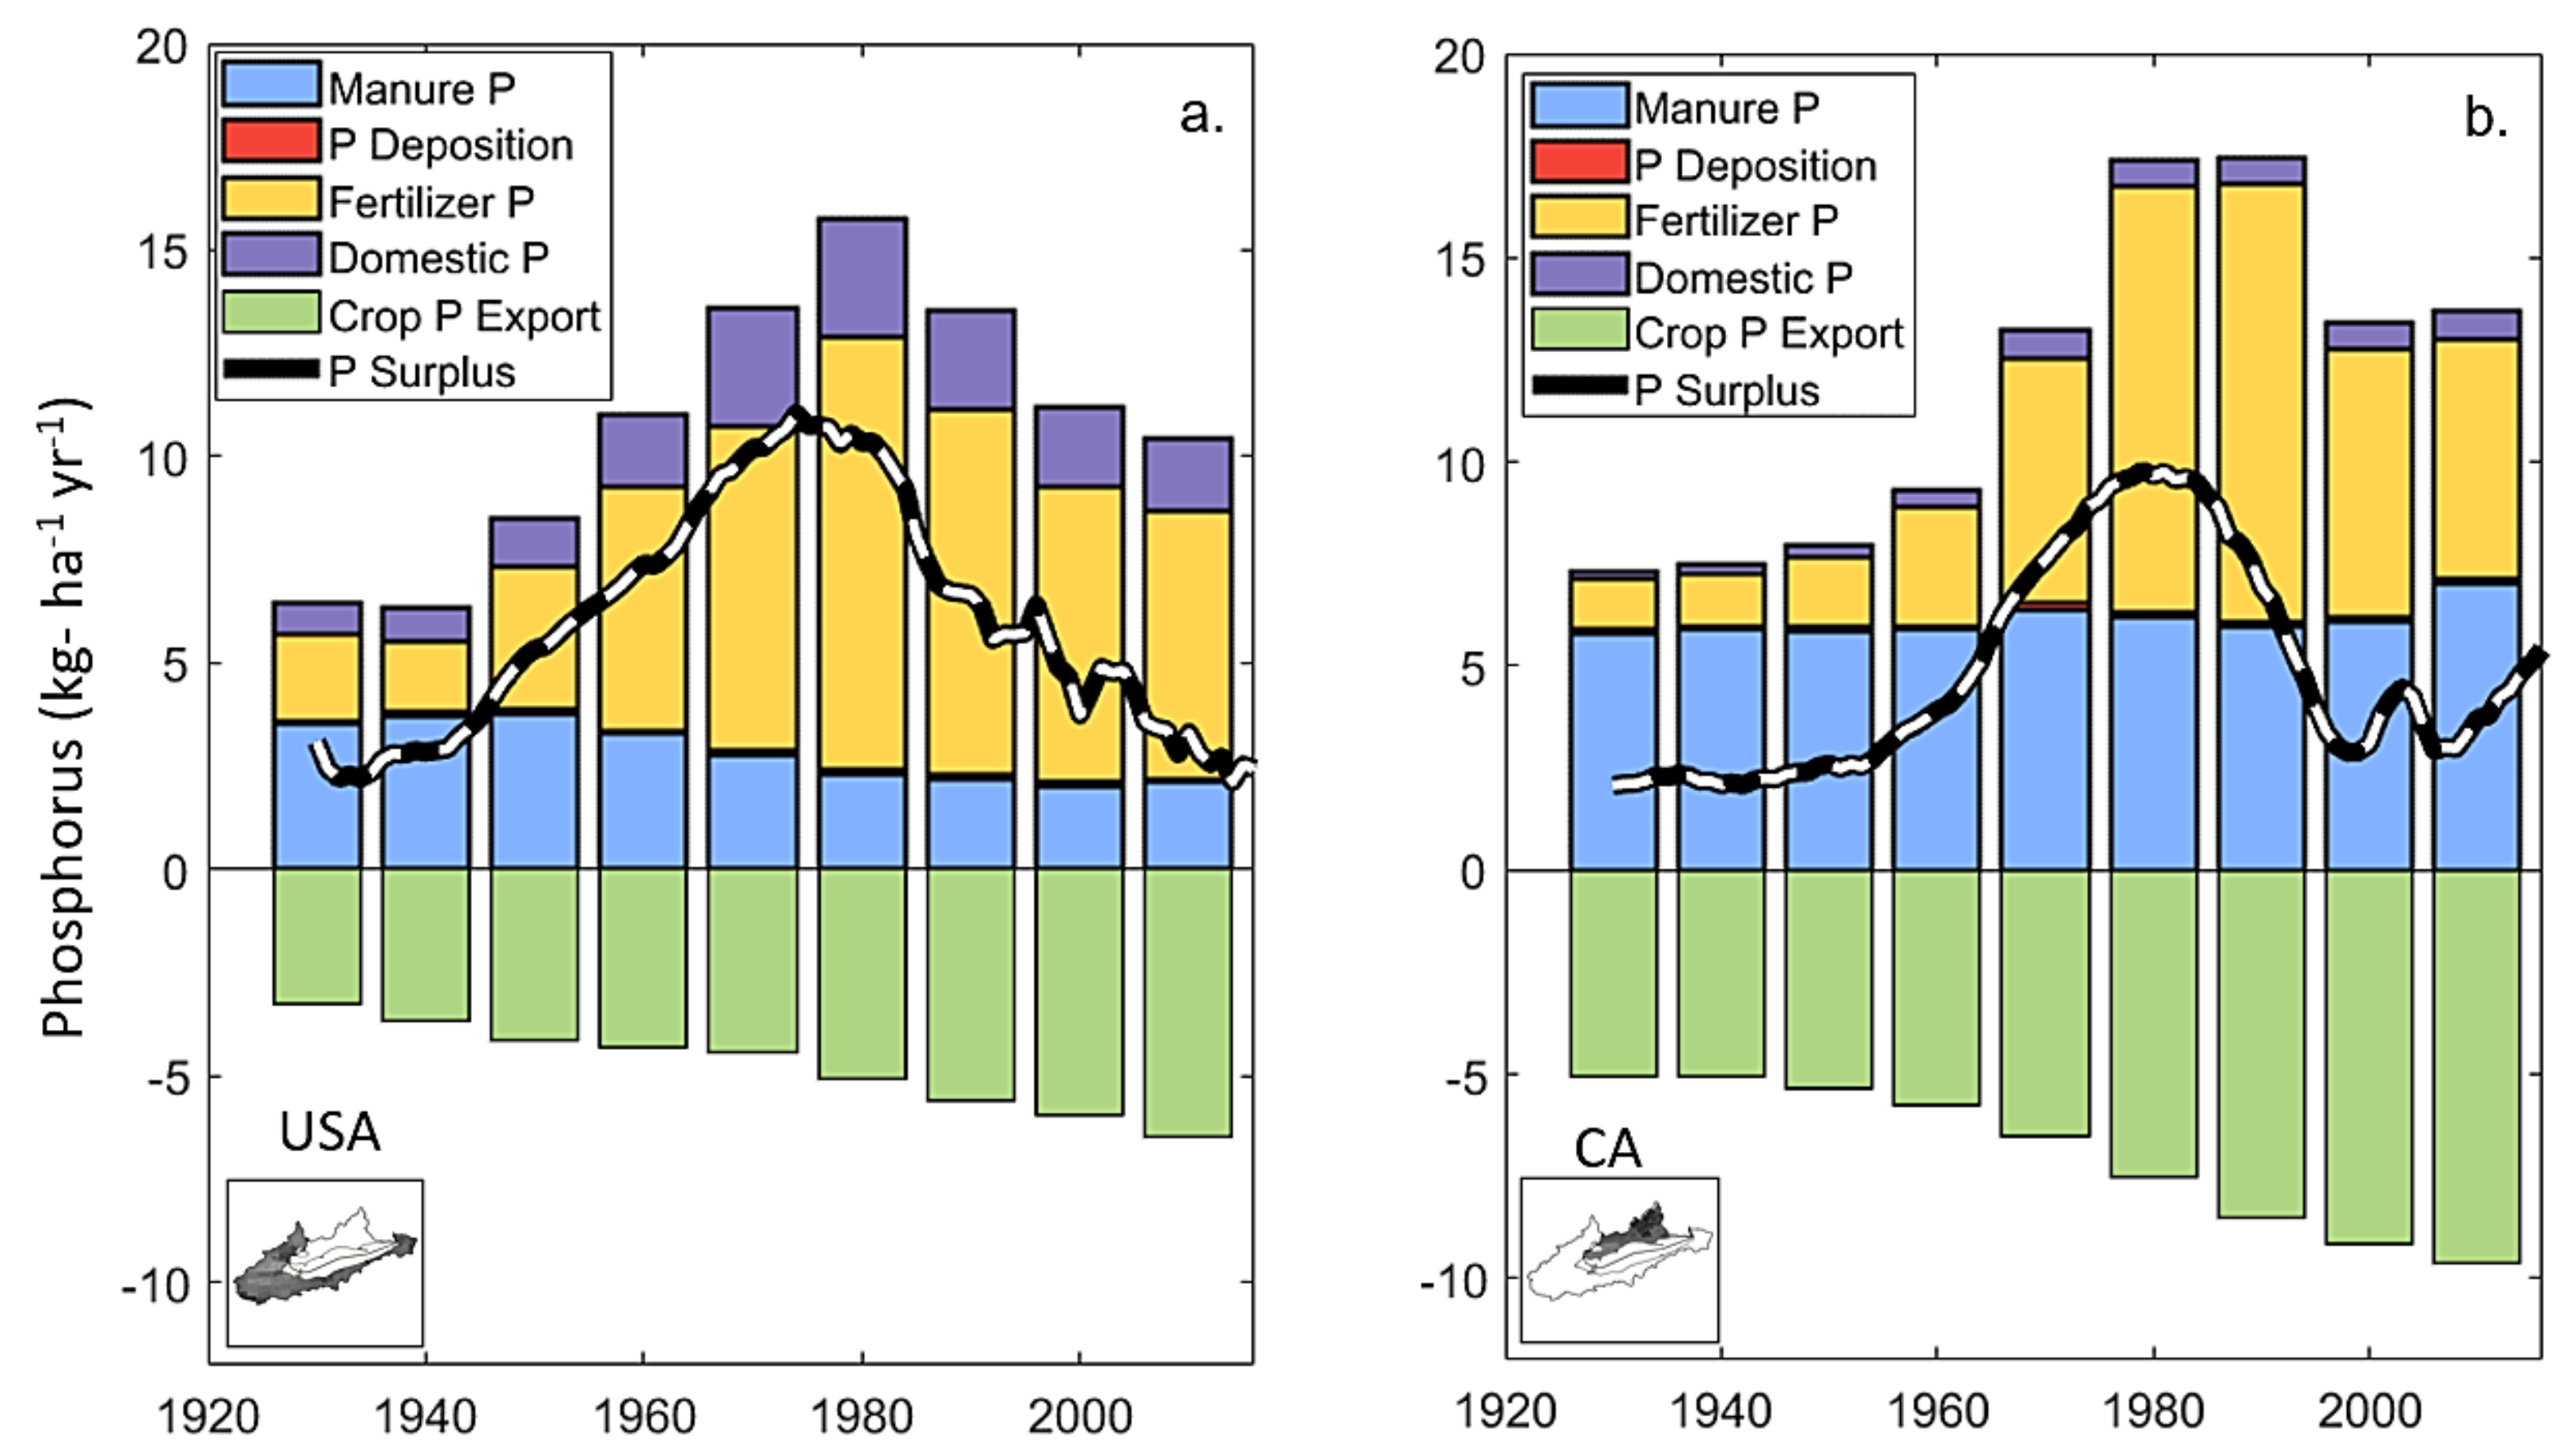 Phosphorus (kg- ha-1 yr-1)
20
15
10
5
0
-5
-10
1920
1940
1960
1980
2000
Manure P
P Deposition
Fertilizer P
Domestic P
Crop P Export
P Surplus
a.
USA
20
15
10
5
0
-5
-10
1920
1940
1960
1980
2000
Manure P
P Deposition
Fertilizer P
Domestic P
Crop P Export
P Surplus
b.
CA